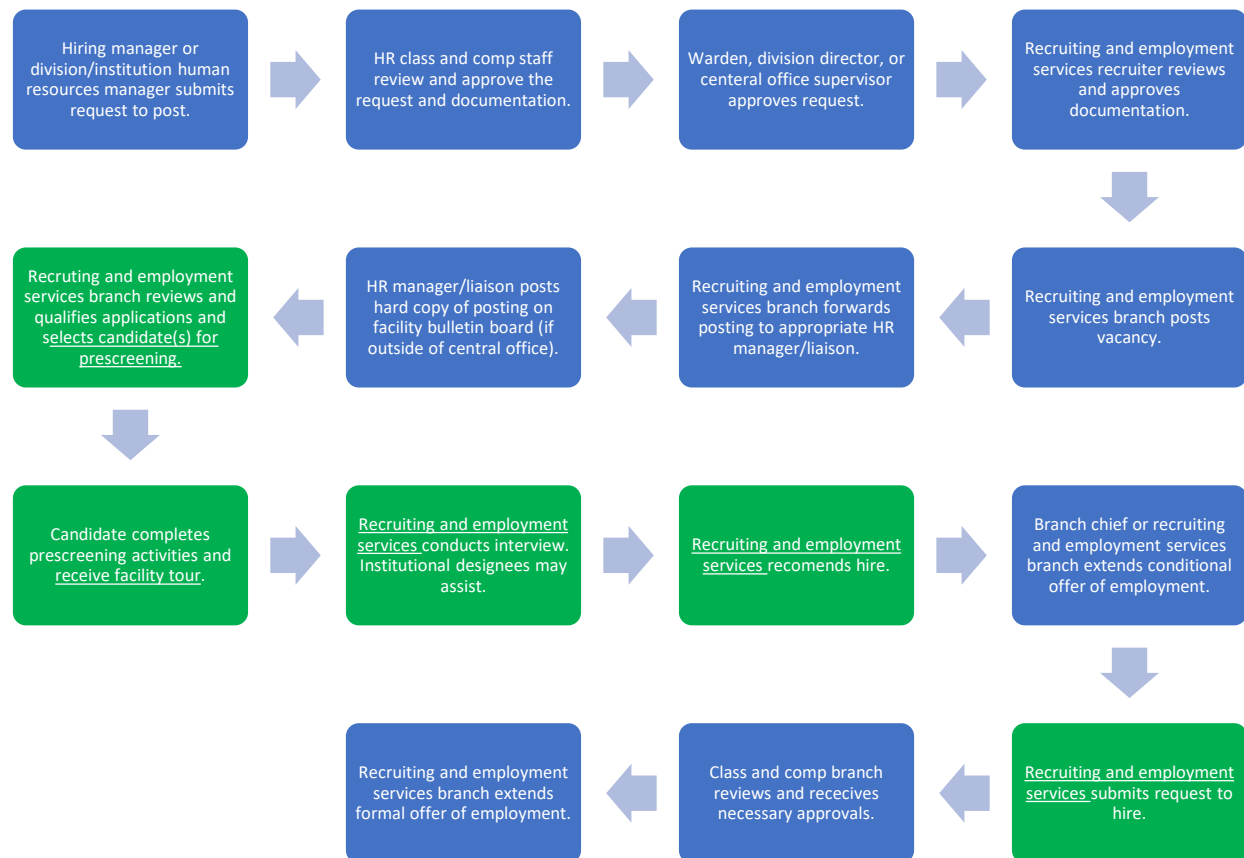 Hiring manager or
division/institution human
resources manager submits
request to post.
HR class and comp staff
review and approve the
request and documentation.
Warden, division director, or
centeral office supervisor
approves request.
Recruiting and employment
services recruiter reviews
and approves
documentation.
Recruiting and employment
services branch posts
vacancy.
Recruiting and employment
services branch forwards
posting to appropriate HR
manager/liaison.
HR manager/liaison posts
hard copy of posting on
facility bulletin board (if
outside of central office).
Recruting and employment
services branch reviews and
qualifies applications and
selects candidate(s) for
prescreening.
Candidate completes
prescreening activities and
receive facility tour.
Recruiting and employment
services conducts interview.
Institutional designees may
assist.
Recruiting and employment
services recomends hire.
Branch chief or recruiting
and employment services
branch extends conditional
offer of employment.
Recruiting and employment
services submits request to
hire.
Class and comp branch
reviews and rececives
necessary approvals.
Recruiting and employment
services branch extends
formal offer of employment.